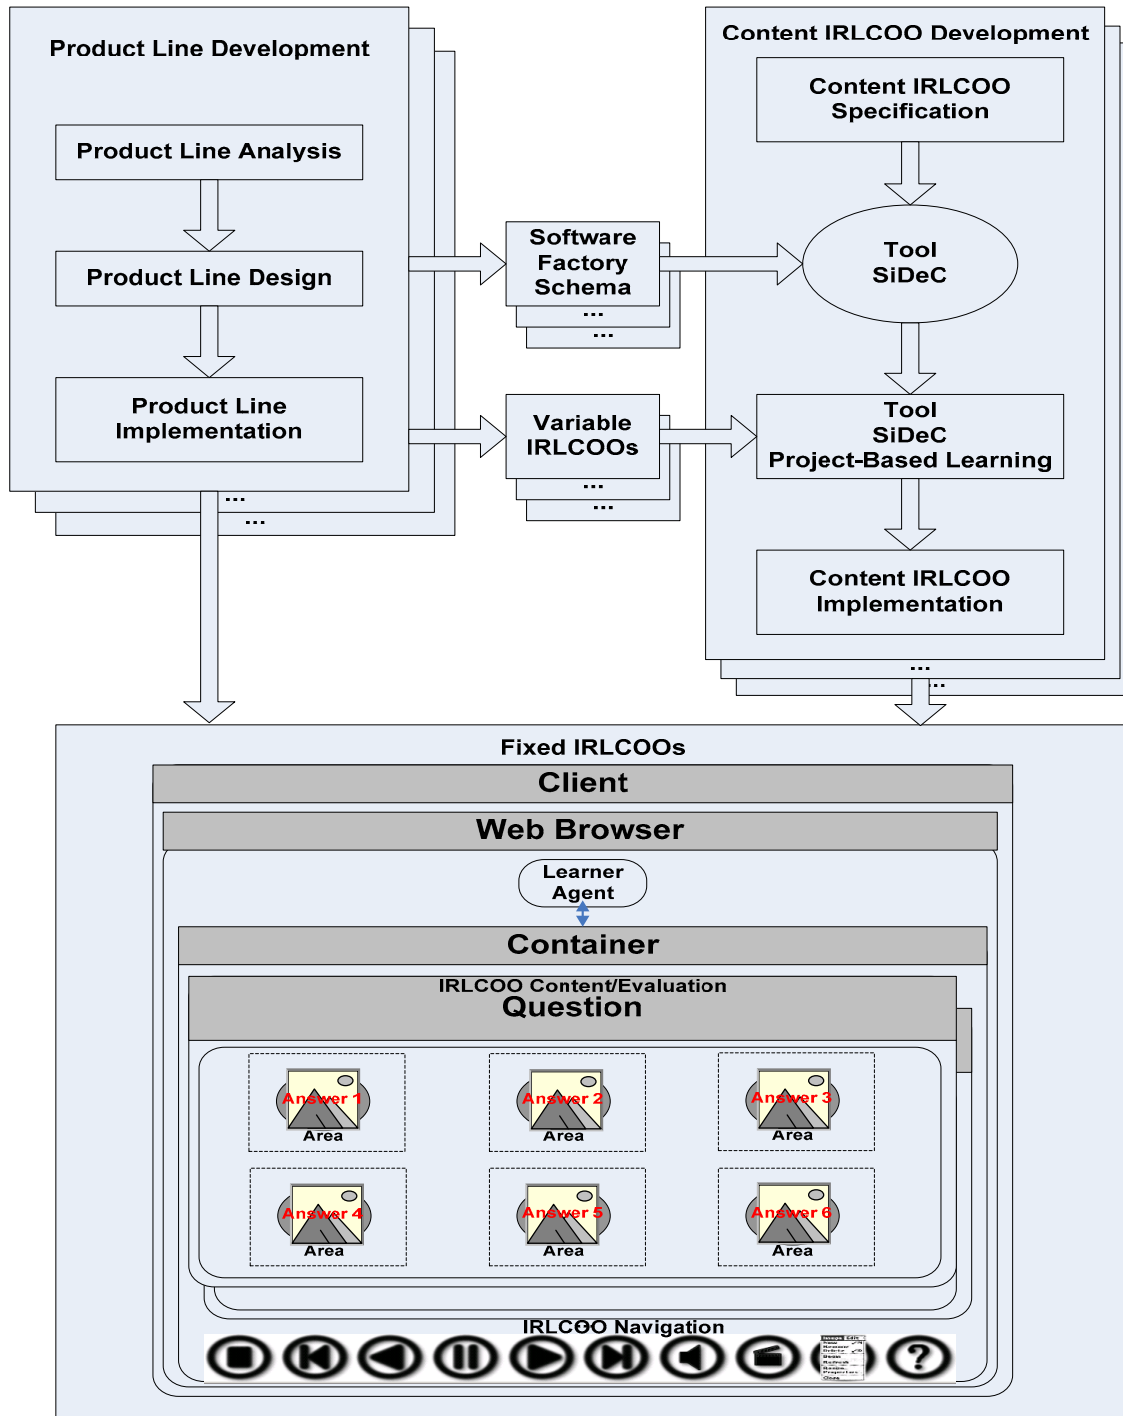 Product Line Development
Product Line Analysis
Product Line Design
Product Line
Implementation
...
...
Software
Factory
Schema
...
...
Variable
IRLCOOs
...
...
Content IRLCOO Development
Content IRLCOO
Specification
Tool
SiDeC
Tool
SiDeC
Project-Based Learning
Content IRLCOO
Implementation
...
...
Fixed IRLCOOs
Client
Web Browser
Learner
Agent
Container
IRLCOO Content/Evaluation
Question
Answer 1
Area
Answer 2
Area
Answer 3
Area
Answer 4
Area
Answer 5
Area
Answer 6
Area
IRLCOO Navigation
?